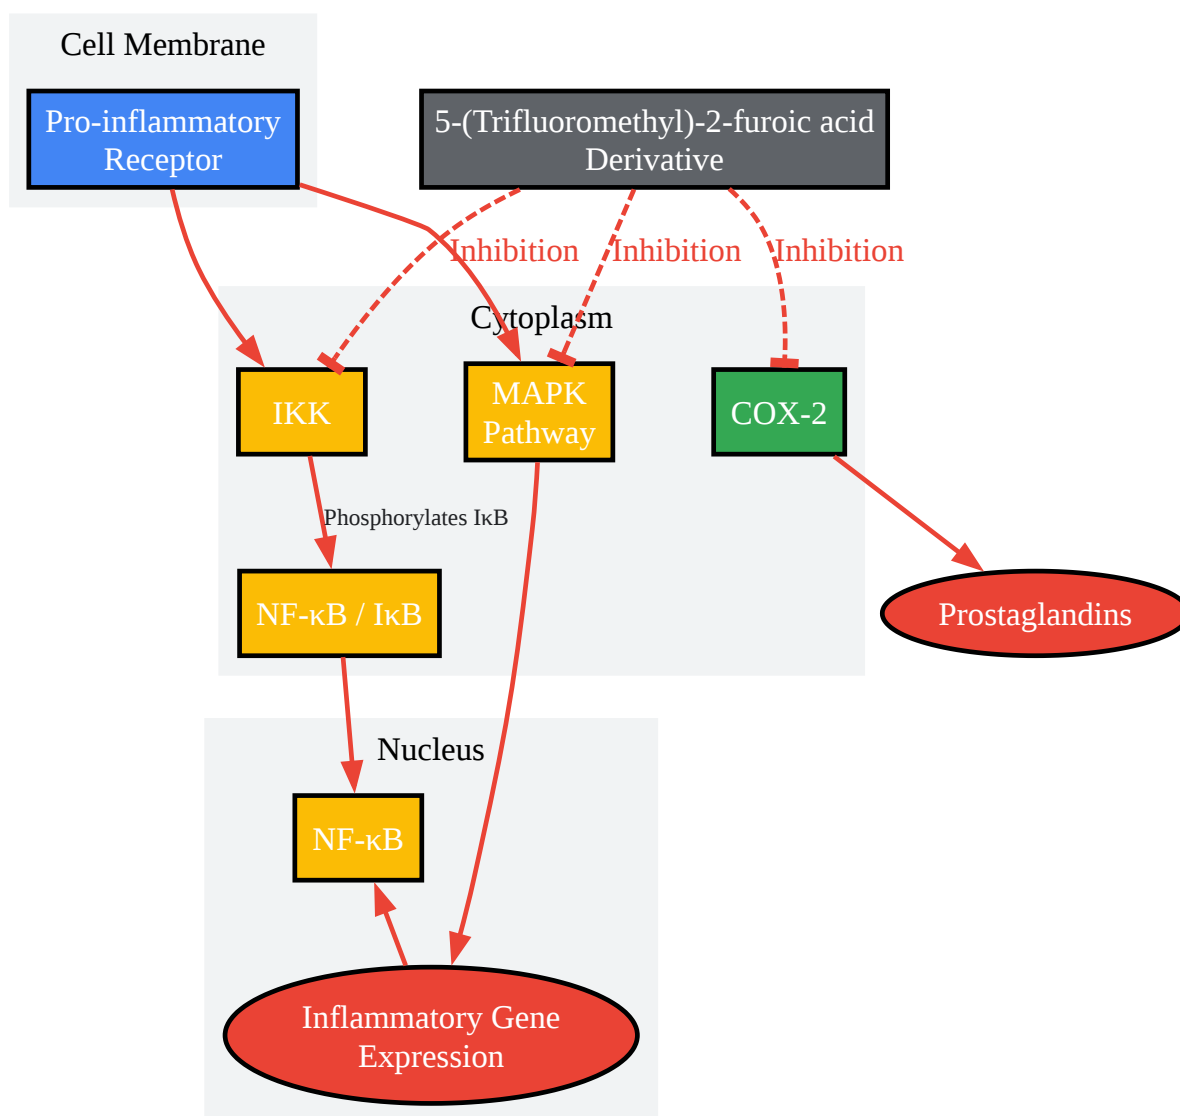 Cell Membrane
Pro-inflammatory
Receptor
5-(Trifluoromethyl)-2-furoic acid
Derivative
Inhibition
Inhibition
Inhibition
Cytoplasm
IKK
MAPK
Pathway
COX-2
Phosphorylates IκB
NF-κB / IκB
Prostaglandins
Nucleus
NF-κB
Inflammatory Gene
Expression